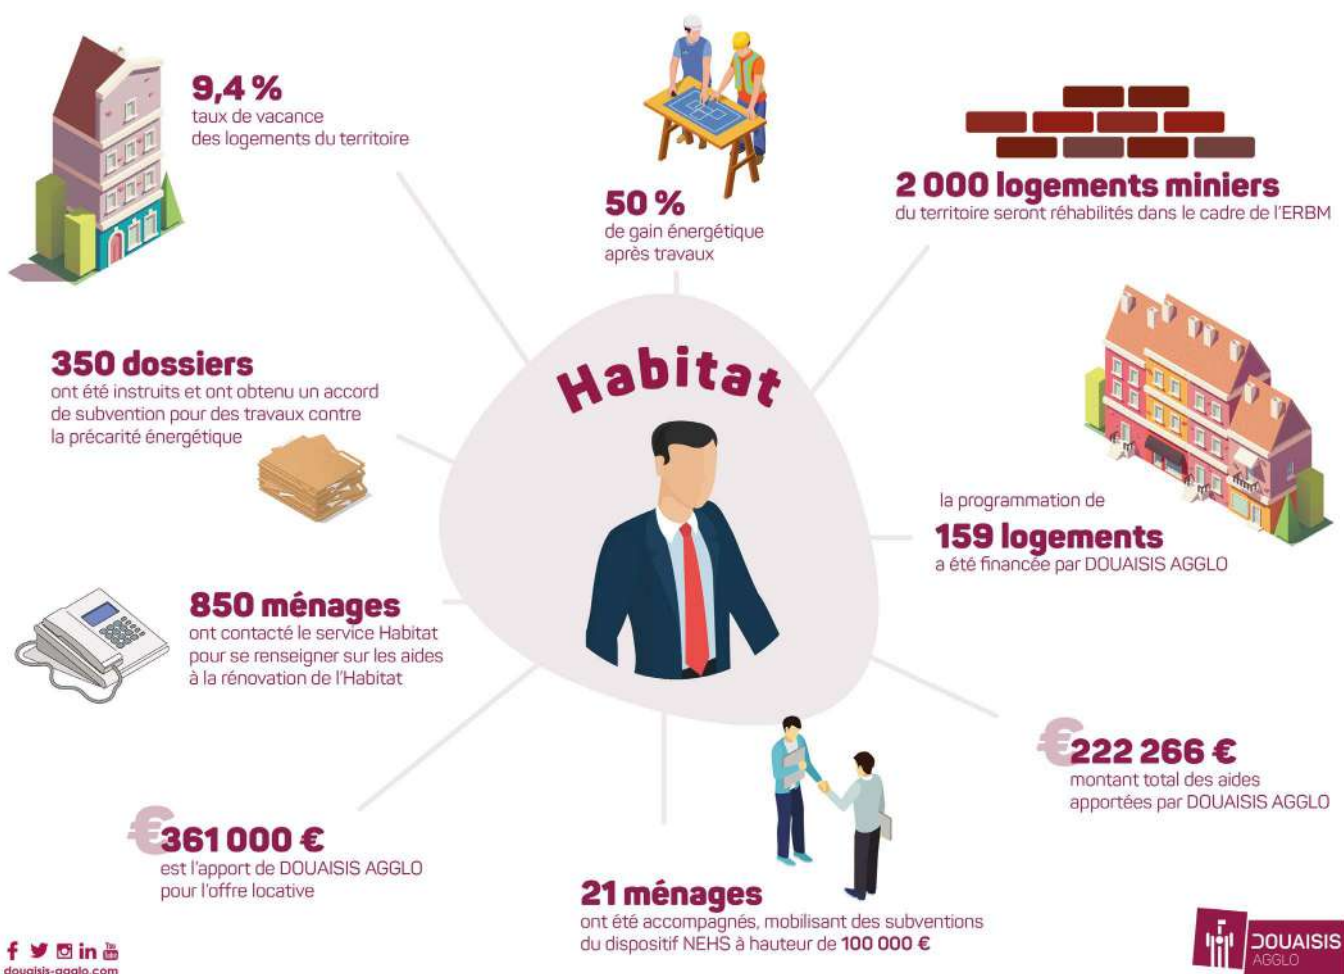 9,4 %
taux de vacance
des logements du territoire
50 %
de gain énergétique
après travaux
2 000 logements miniers
du territoire seront réhabilités dans le cadre de l'ERBM
350 dossiers
ont été instruits et ont obtenu un accord
de subvention pour des travaux contre
la précarité énergétique
Habitat
la programmation de
159 logements
a été financée par DOUAISIS AGGLO
850 ménages
ont contacté le service Habitat
pour se renseigner sur les aides
à la rénovation de l'Habitat
€
222 266 €
montant total des aides
apportées par DOUAISIS AGGLO
€
361 000 €
est l'apport de DOUAISIS AGGLO
pour l'offre locative
21 ménages
ont été accompagnés, mobilisant des subventions
du dispositif NEHS à hauteur de 100 000 €
f in You Tube
douaisis-agglo.com
DOUAISIS
AGGLO